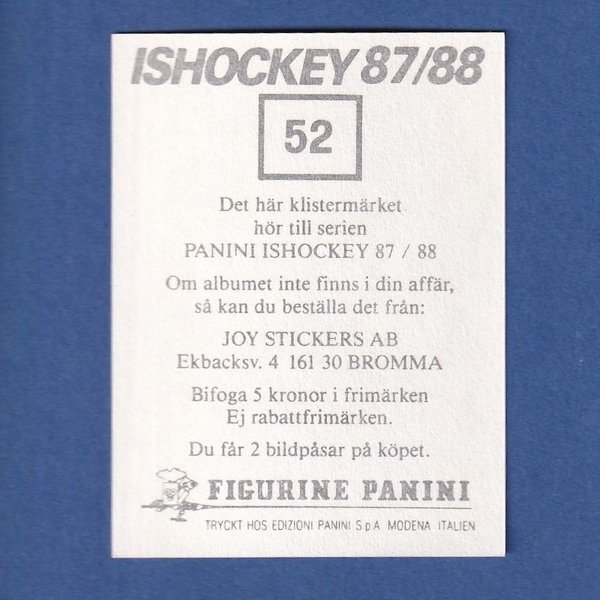 ISHOCKEY 87/88
52
Det här klistermärket
hör till serien
PANINI ISHOCKEY 87 / 88
Om albumet inte finns i din affär,
så kan du beställa det från:
JOY STICKERS AB
Ekbacksv. 4 161 30 BROMMA
Bifoga 5 kronor i frimärken
Ej rabattfrimärken.
Du får 2 bildpåsar på köpet.
FIGURINE PANINI
TRYCKT HOS EDIZIONI PANINI S.p.A. MODENA ITALIEN